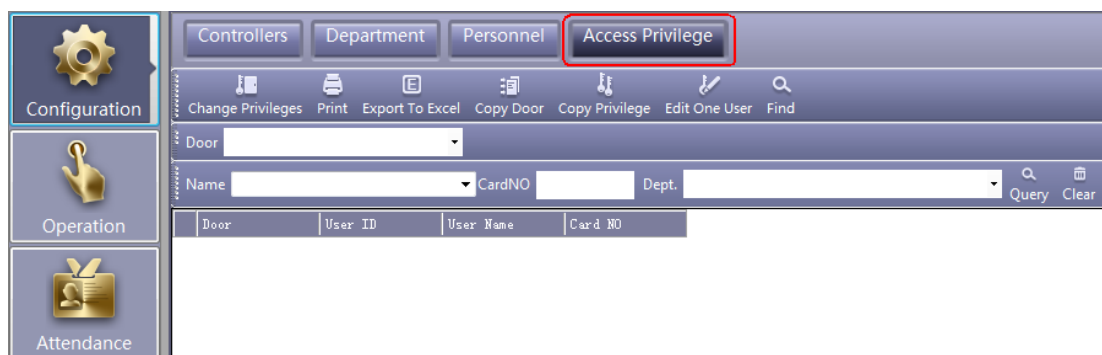 Controllers Department Personnel Access Privilege
Configuration
Change Privileges Print Export To Excel Copy Door Copy Privilege Edit One User Find
Door
Name CardNO Dept. Query Clear
Operation
Door User ID User Name Card NO
Attendance